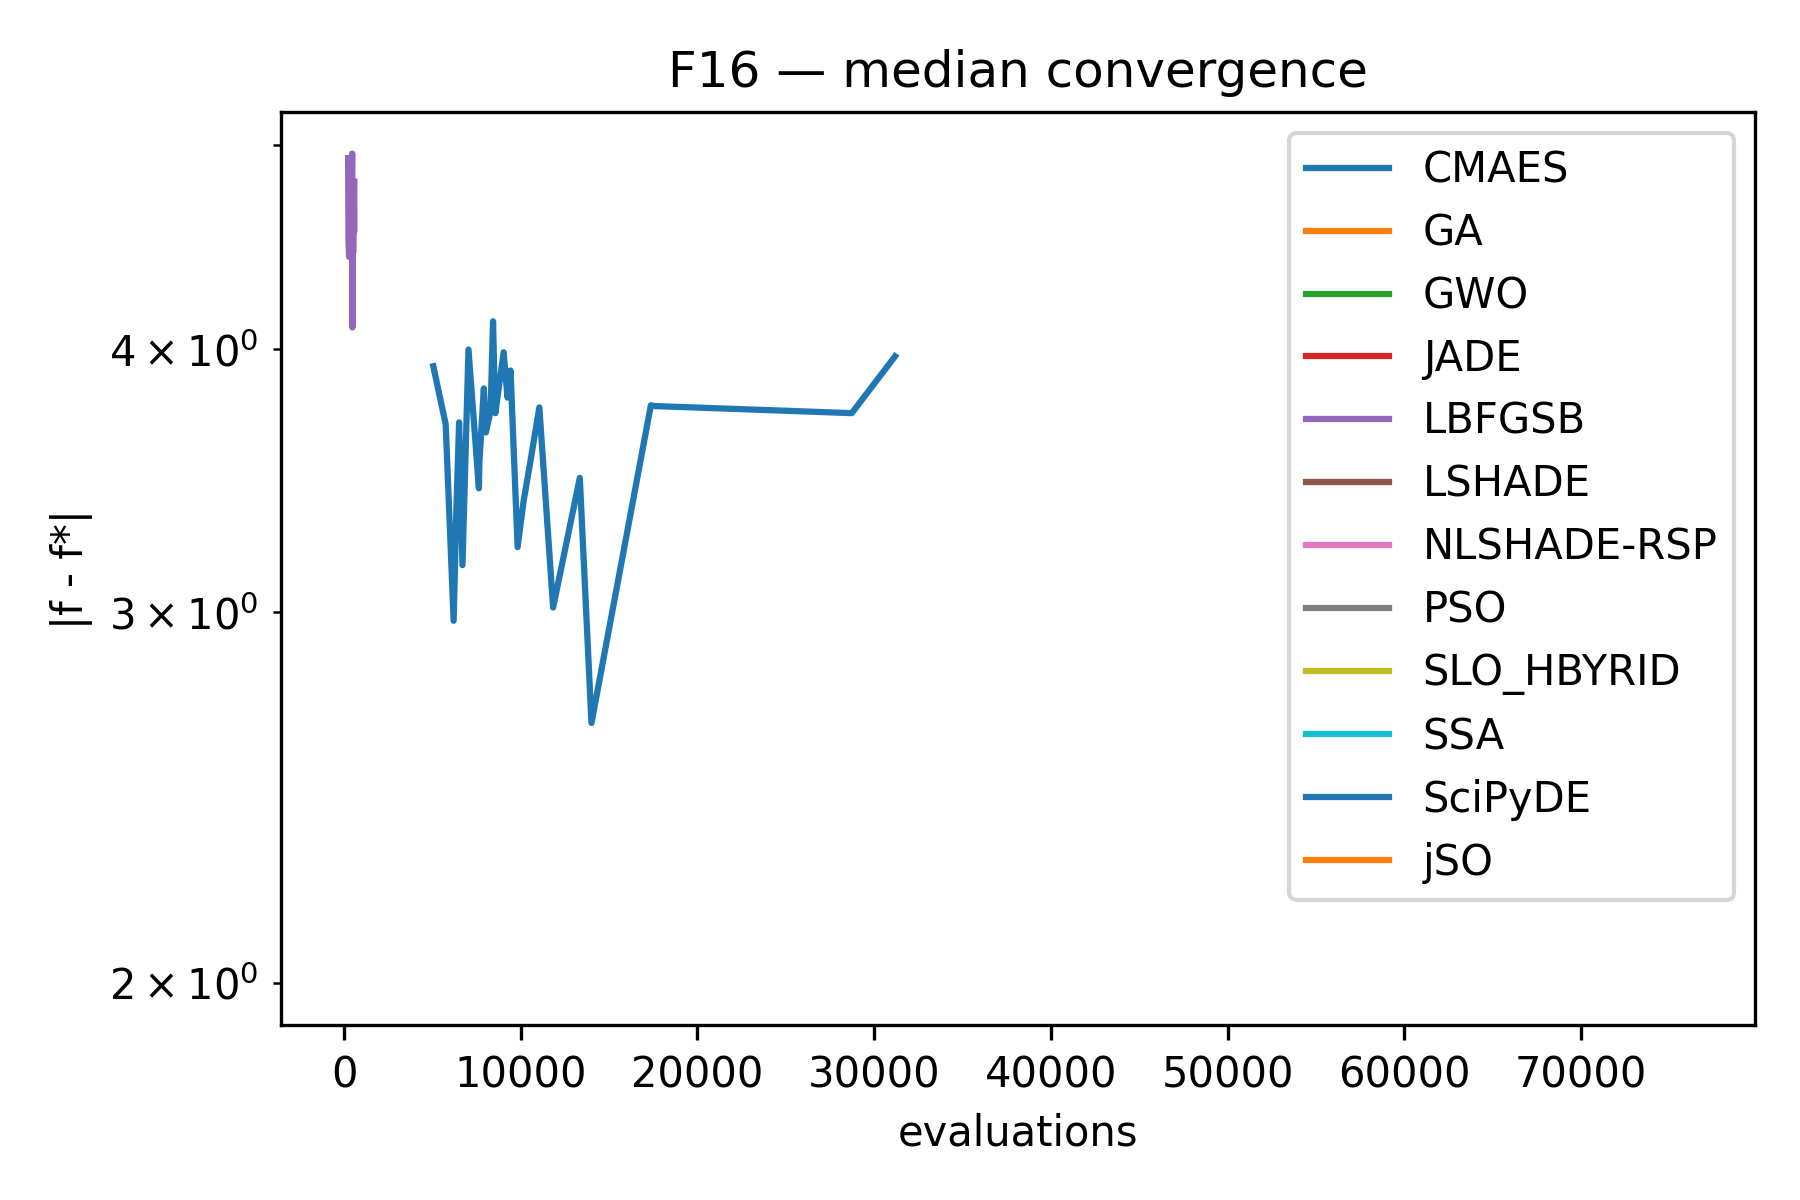 F16 — median convergence
|f - f*|
4 × 10⁰
3 × 10⁰
2 × 10⁰
0 10000 20000 30000 40000 50000 60000 70000
evaluations
CMAES
GA
GWO
JADE
LBFGSB
LSHADE
NLSHADE-RSP
PSO
SLO_HBYRID
SSA
SciPyDE
jSO